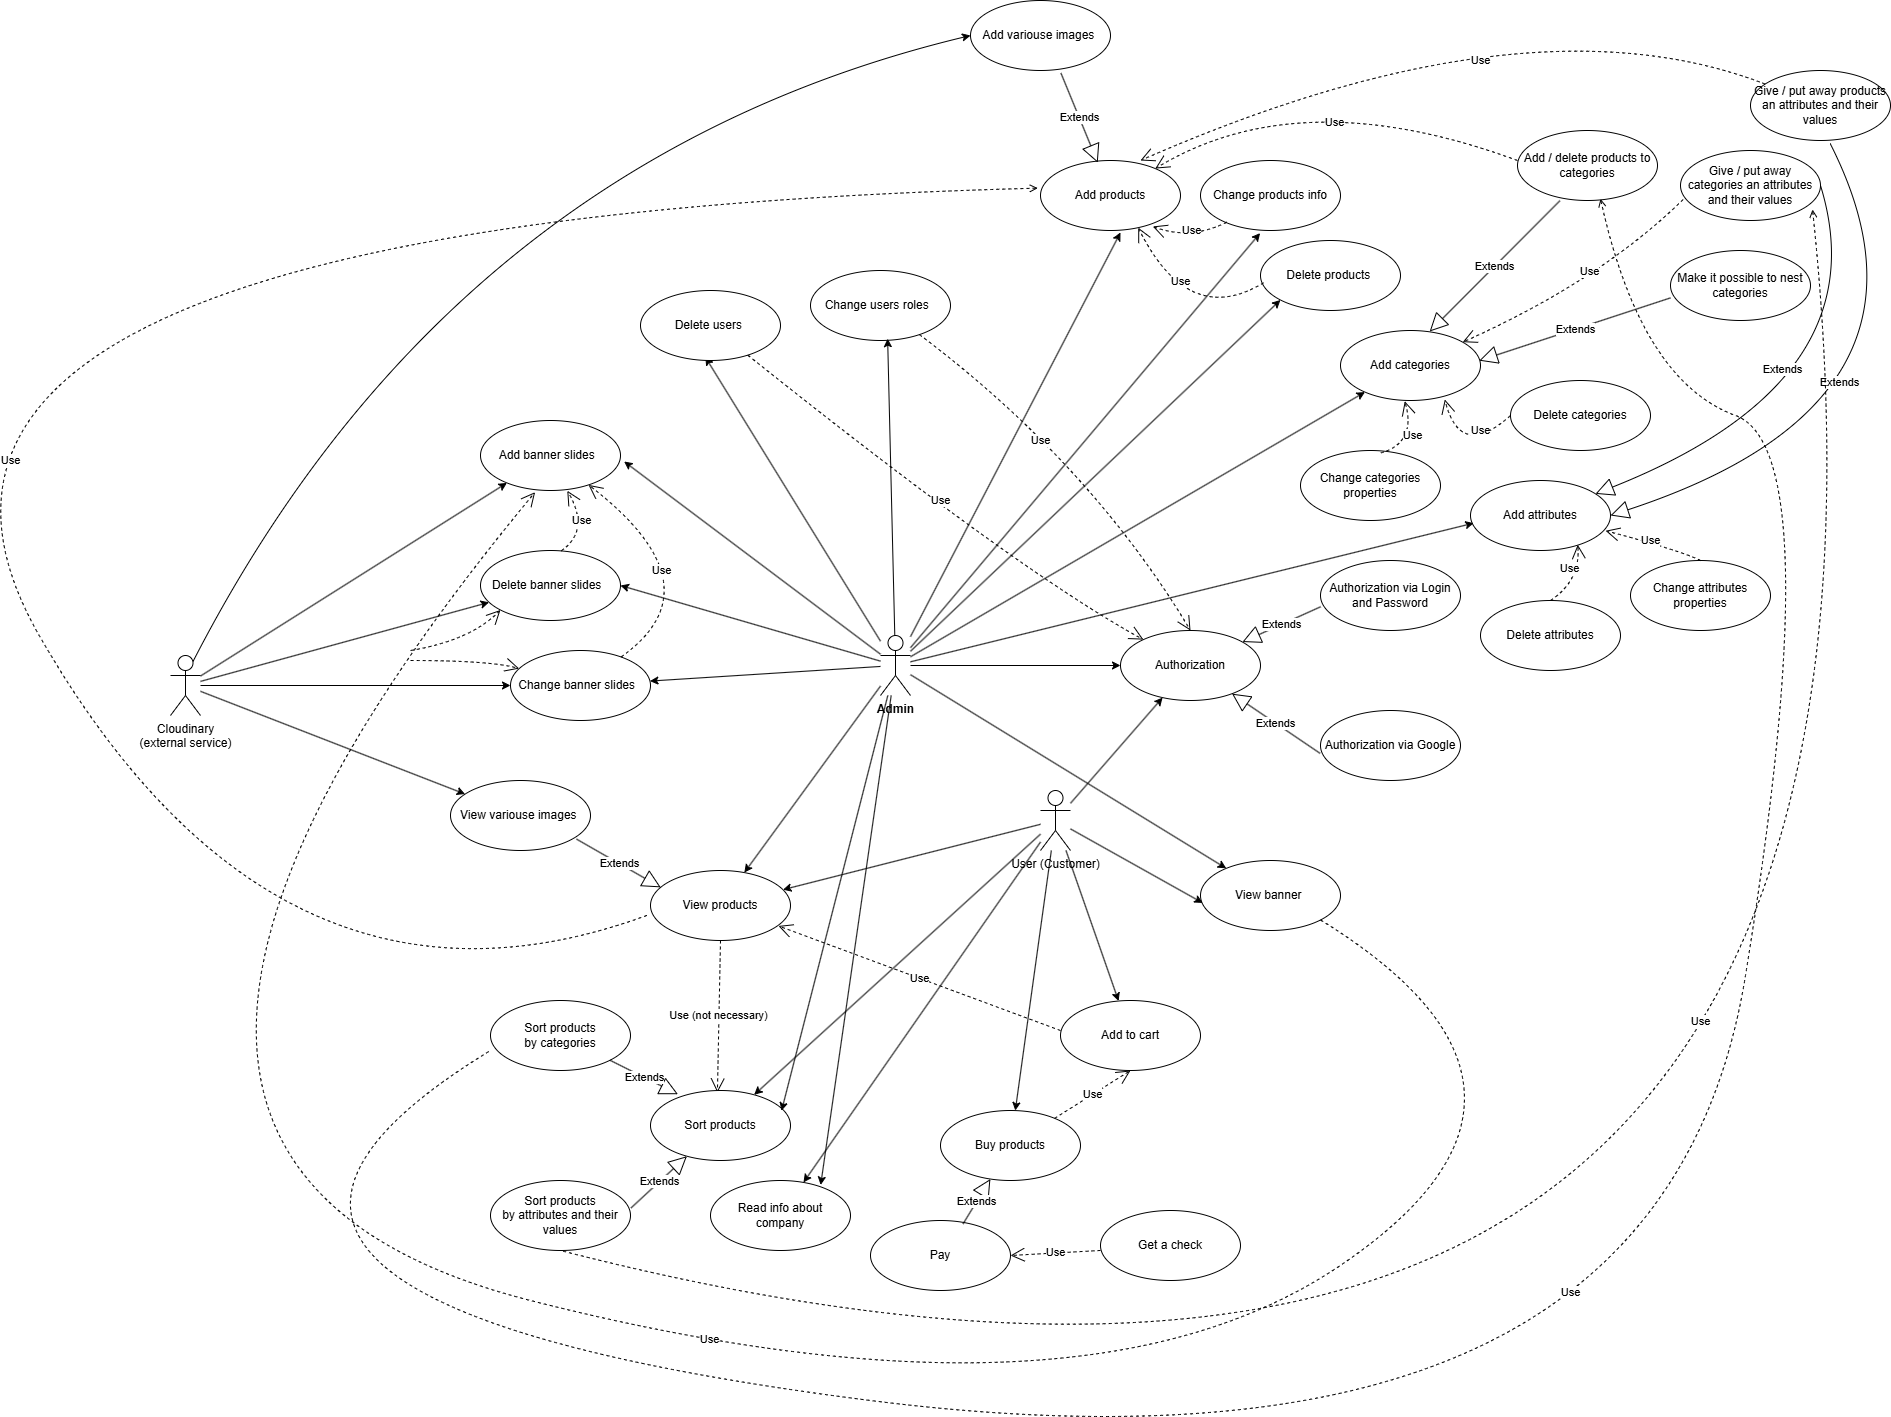 Add variouse images
Use
Give / put away products
an attributes and their
values
Extends
Use
Add / delete products to
categories
Give / put away
categories an attributes
and their values
Add products
Change products info
Use
Extends
Use
Make it possible to nest
categories
Delete products
Use
Change users roles
Delete users
Extends
Add categories
Extends
Extends
Delete categories
Use
Use
Use
Change categories
properties
Add banner slides
Use
Use
Add attributes
Use
Use
Use
Use
Delete banner slides
Authorization via Login
and Password
Change attributes
properties
Delete attributes
Extends
Authorization
Change banner slides
Admin
Cloudinary
(external service)
Extends
Authorization via Google
View variouse images
Extends
User (Customer)
View products
View banner
Use
Use (not necessary)
Use
Sort products
by categories
Add to cart
Extends
Use
Sort products
Buy products
Extends
Extends
Sort products
by attributes and their
values
Read info about
company
Pay
Use
Get a check
Use
Use